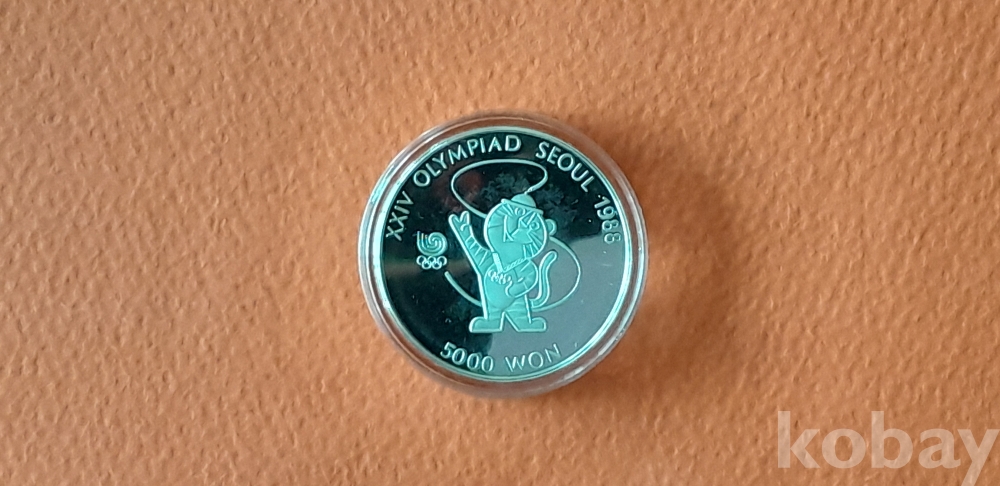 XXIV OLYMPIAD SEOUL 1988
5000 WON
kobay